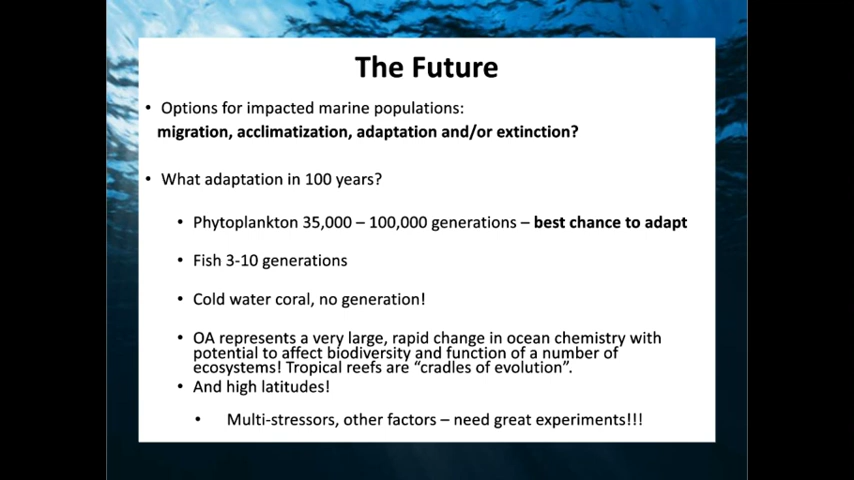 The Future
• Options for impacted marine populations:
migration, acclimatization, adaptation and/or extinction?
• What adaptation in 100 years?
• Phytoplankton 35,000 – 100,000 generations – best chance to adapt
• Fish 3-10 generations
• Cold water coral, no generation!
• OA represents a very large, rapid change in ocean chemistry with
potential to affect biodiversity and function of a number of
ecosystems! Tropical reefs are “cradles of evolution”.
• And high latitudes!
• Multi-stressors, other factors – need great experiments!!!